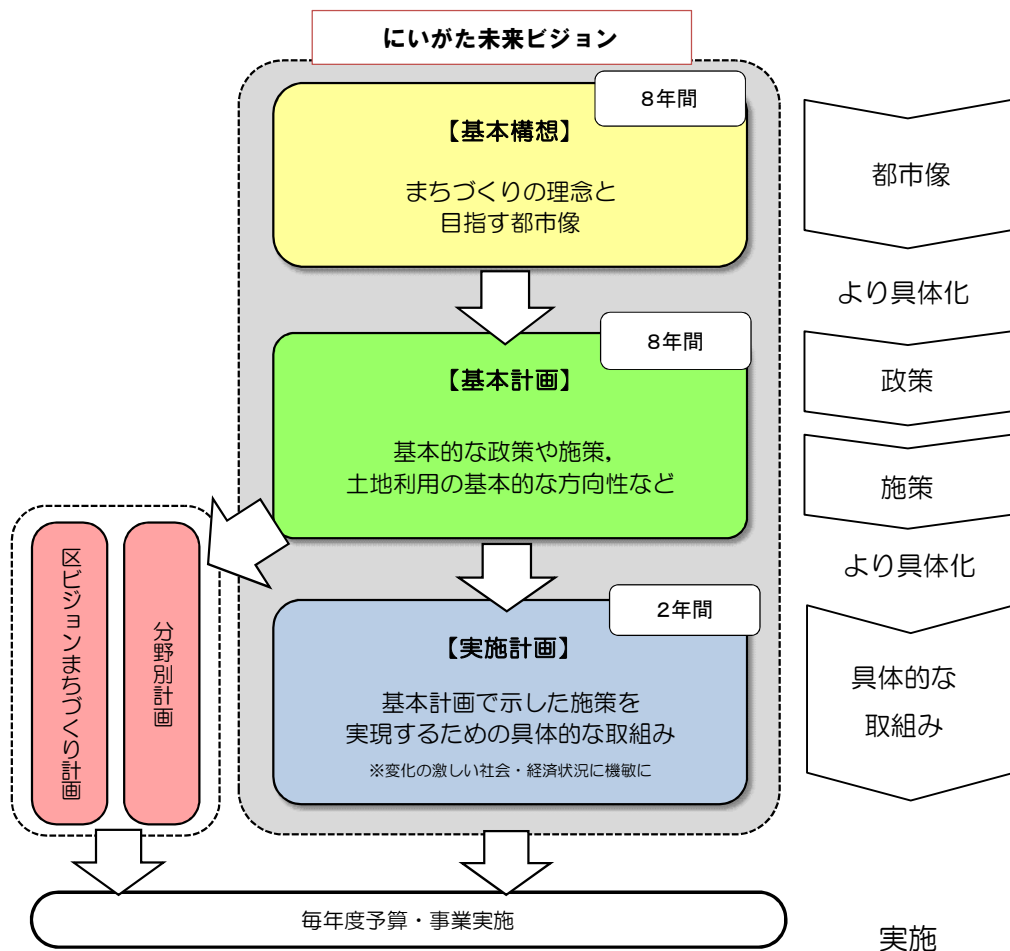 にいがた未来ビジョン
8年間
【基本構想】
まちづくりの理念と
目指す都市像
都市像
より具体化
8年間
【基本計画】
基本的な政策や施策,
土地利用の基本的な方向性など
政策
施策
より具体化
区ビジョンまちづくり計画
分野別計画
2年間
【実施計画】
基本計画で示した施策を
実現するための具体的な取組み
※変化の激しい社会・経済状況に機敏に
具体的な
取組み
毎年度予算・事業実施
実施